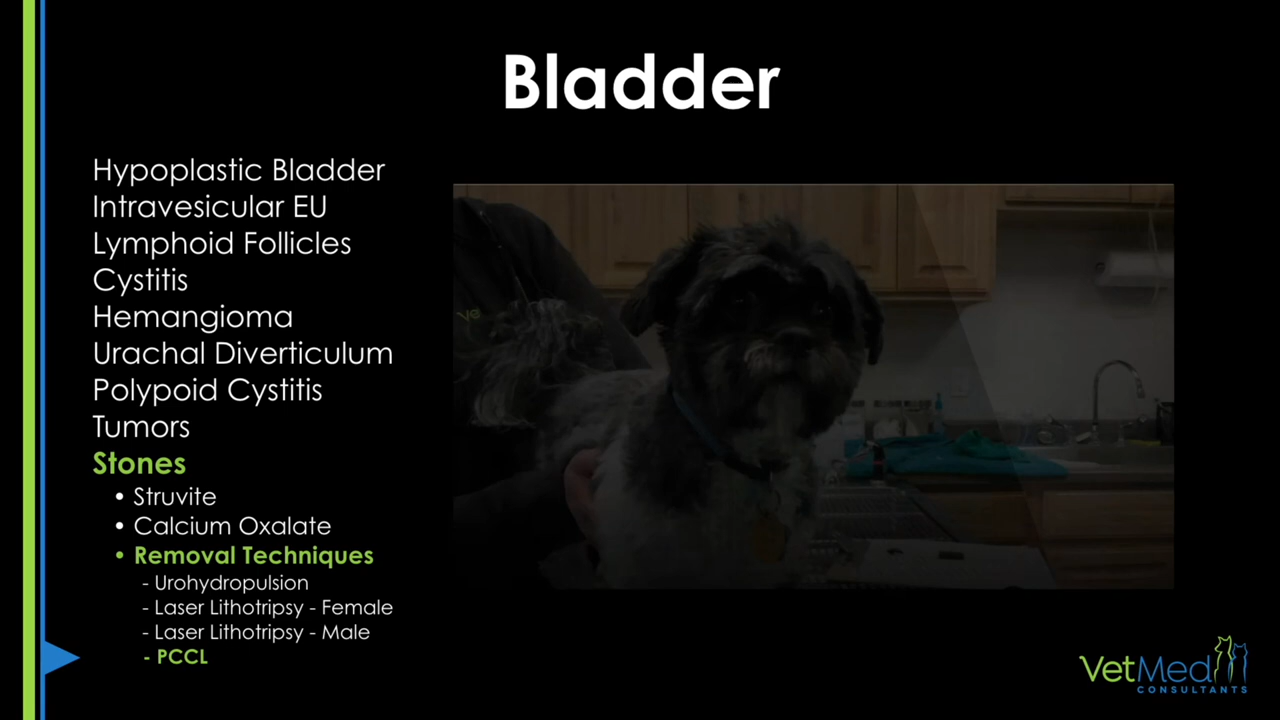 Bladder
Hypoplastic Bladder
Intravesicular EU
Lymphoid Follicles
Cystitis
Hemangioma
Urachal Diverticulum
Polypoid Cystitis
Tumors
Stones
• Struvite
• Calcium Oxalate
• Removal Techniques
- Urohydropulsion
- Laser Lithotripsy - Female
- Laser Lithotripsy - Male
- PCCL
Ve
VetMed
CONSULTANTS